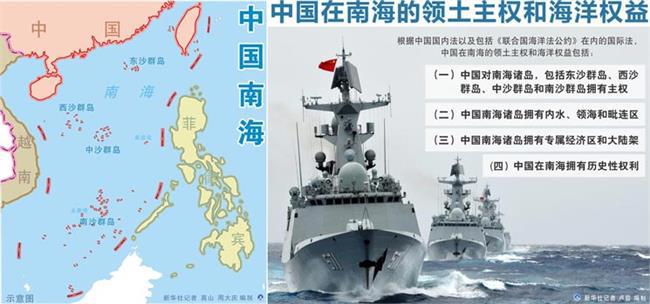 中国
东沙群岛
南海
西沙群岛
中沙群岛
越南
南沙群岛
菲
律
宾
中国南海
示意图
新华社记者 高山 周大庆 编制
中国在南海的领土主权和海洋权益
根据中国国内法以及包括《联合国海洋法公约》在内的国际法，
中国在南海的领土主权和海洋权益包括：
（一）中国对南海诸岛，包括东沙群岛、西沙
群岛、中沙群岛和南沙群岛拥有主权
（二）中国南海诸岛拥有内水、领海和毗连区
（三）中国南海诸岛拥有专属经济区和大陆架
（四）中国在南海拥有历史性权利
571
新华社记者 卢哲 编制